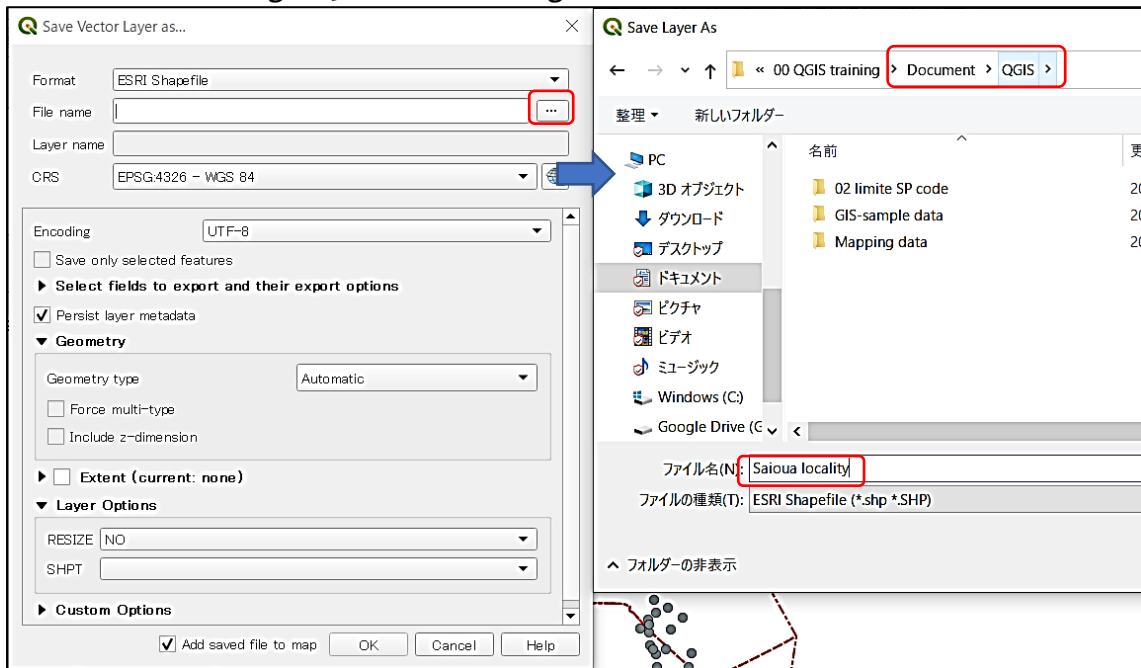 Save Vector Layer as...
Format ESRI Shapefile
File name ...
Layer name
CRS EPSG:4326 - WGS 84
Encoding UTF-8
Save only selected features
Select fields to export and their export options
Persist layer metadata
Geometry
Geometry type Automatic
Force multi-type
Include z-dimension
Extent (current: none)
Layer Options
RESIZE NO
SHPT
Custom Options
Add saved file to map OK Cancel Help
Save Layer As
« 00 QGIS training > Document > QGIS >
整理 新しいフォルダー
名前 更
PC
3D オブジェクト
ダウンロード
デスクトップ
ドキュメント
ピクチャ
ビデオ
ミュージック
Windows (C:)
Google Drive (G
02 limite SP code 20
GIS-sample data 20
Mapping data 20
ファイル名(N): Saioua locality
ファイルの種類(T): ESRI Shapefile (*.shp *.SHP)
フォルダーの非表示